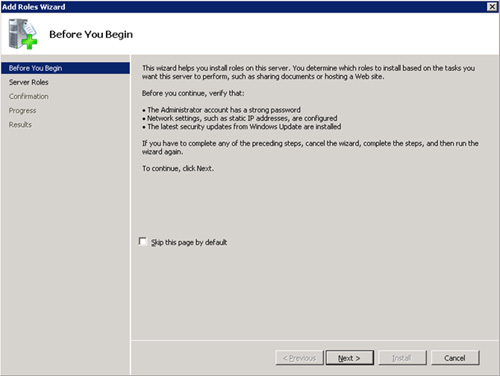 Add Roles Wizard
Before You Begin
Before You Begin
Server Roles
Confirmation
Progress
Results
This wizard helps you install roles on this server. You determine which roles to install based on the tasks you
want this server to perform, such as sharing documents or hosting a Web site.
Before you continue, verify that:
• The Administrator account has a strong password
• Network settings, such as static IP addresses, are configured
• The latest security updates from Windows Update are installed
If you have to complete any of the preceding steps, cancel the wizard, complete the steps, and then run the
wizard again.
To continue, click Next.
Skip this page by default
< Previous
Next >
Install
Cancel